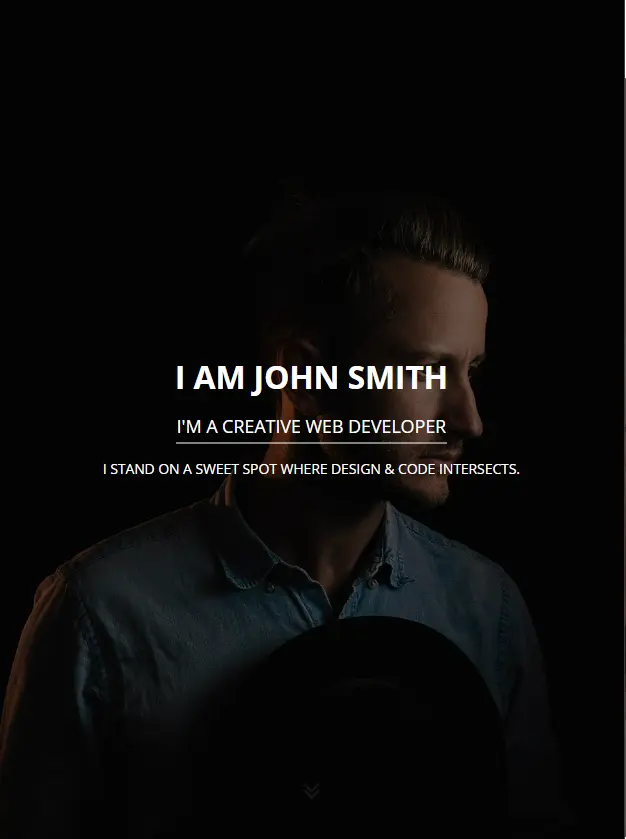 I AM JOHN SMITH
I'M A CREATIVE WEB DEVELOPER
I STAND ON A SWEET SPOT WHERE DESIGN & CODE INTERSECTS.